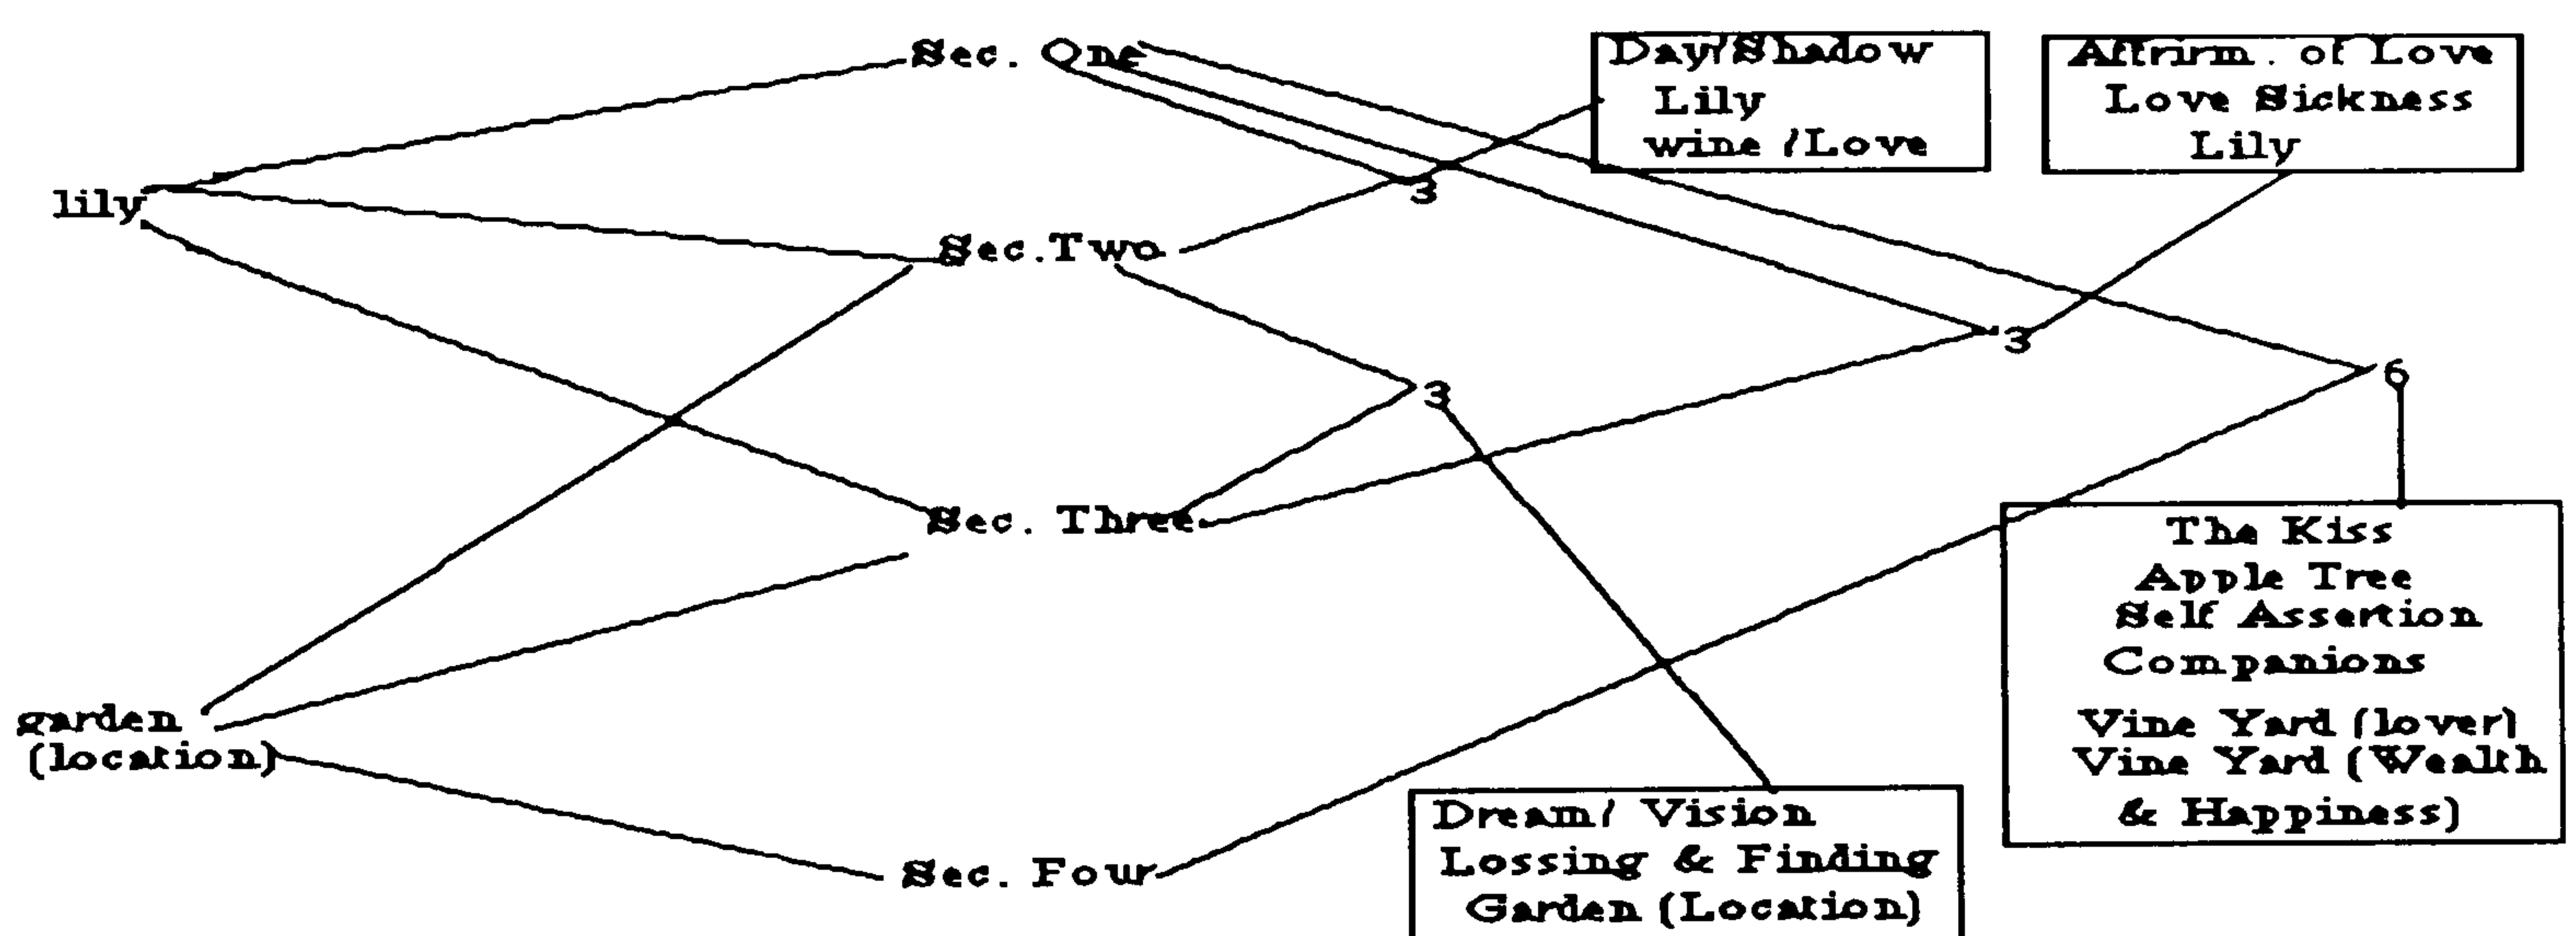 Sec. One
Day/Shadow
Lily
wine /Love
Affrirm. of Love
Love Sickness
Lily
lily
3
Sec.Two
3
6
3
Sec. Three
The Kiss
Apple Tree
Self Assertion
Companions
Vine Yard (lover)
Vine Yard (Wealth
& Happiness)
garden
(location)
Sec. Four
Dream/ Vision
Lossing & Finding
Garden (Location)